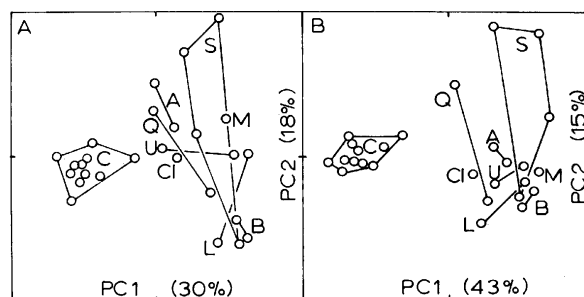 A
S
A
M
Q
U
Cl
C
B
L
PC2 (18%)
PC1 (30%)
B
S
Q
A
C
Cl
U
M
B
L
PC2 (15%)
PC1 (43%)